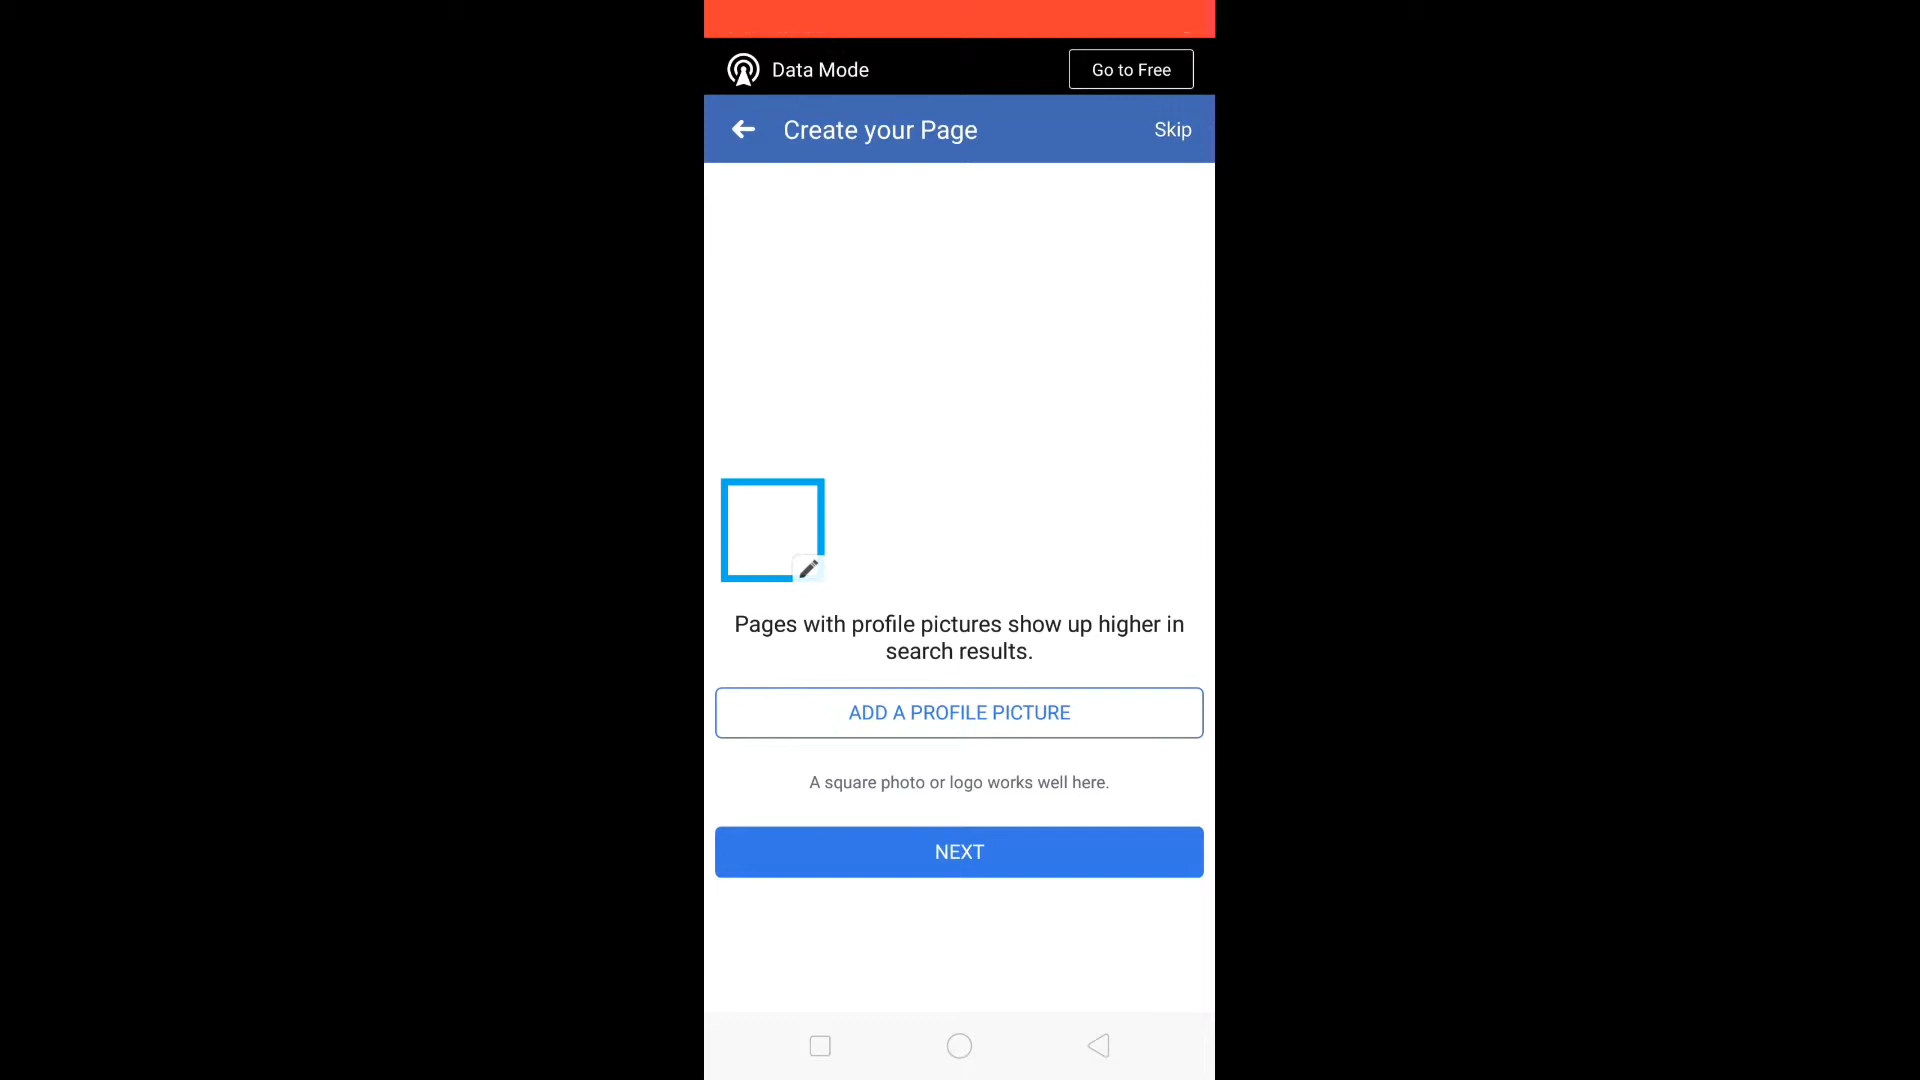 Data Mode
Go to Free
Create your Page
Skip
Pages with profile pictures show up higher in
search results.
ADD A PROFILE PICTURE
A square photo or logo works well here.
NEXT